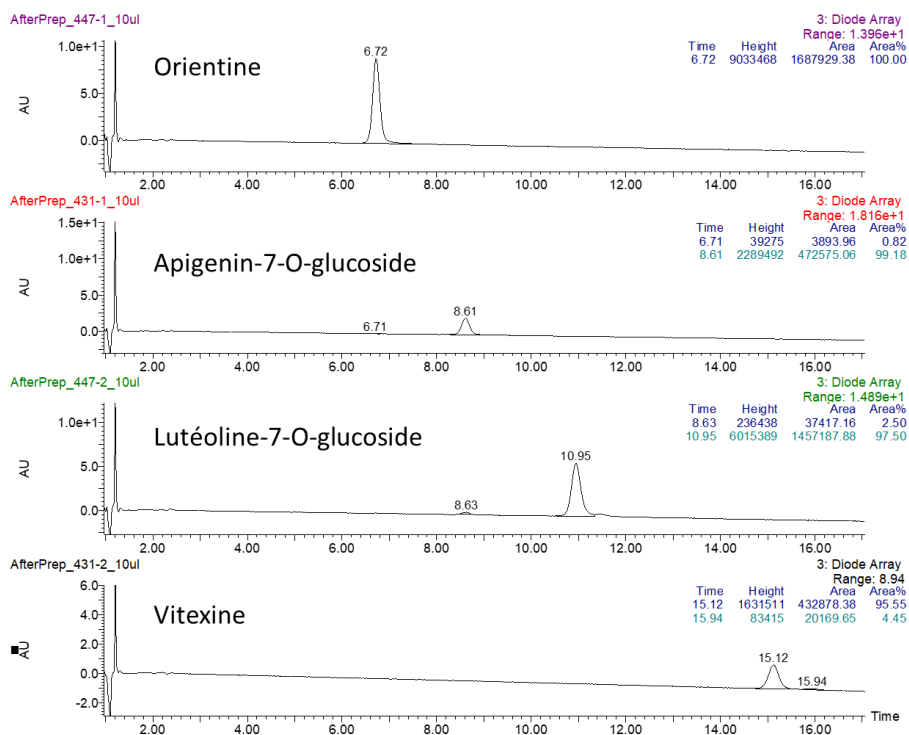 AfterPrep_447-1_10ul
3: Diode Array
Range: 1.396e+1
Time Height Area Area%
6.72 9033468 1687929.38 100.00
Orientine
6.72
AU
1.0e+1
5.0
0.0
2.00 4.00 6.00 8.00 10.00 12.00 14.00 16.00
AfterPrep_431-1_10ul
3: Diode Array
Range: 1.816e+1
Time Height Area Area%
6.71 39275 3893.96 0.82
8.61 2289492 472575.06 99.18
Apigenin-7-O-glucoside
6.71
8.61
AU
1.5e+1
1.0e+1
5.0
0.0
2.00 4.00 6.00 8.00 10.00 12.00 14.00 16.00
AfterPrep_447-2_10ul
3: Diode Array
Range: 1.489e+1
Time Height Area Area%
8.63 236438 37417.16 2.50
10.95 6015389 1457187.88 97.50
Lutéoline-7-O-glucoside
8.63
10.95
AU
1.0e+1
5.0
0.0
2.00 4.00 6.00 8.00 10.00 12.00 14.00 16.00
AfterPrep_431-2_10ul
3: Diode Array
Range: 8.94
Time Height Area Area%
15.12 1631511 432878.38 95.55
15.94 83415 20169.65 4.45
Vitexine
15.12
15.94
AU
6.0
4.0
2.0
0.0
-2.0
Time
2.00 4.00 6.00 8.00 10.00 12.00 14.00 16.00